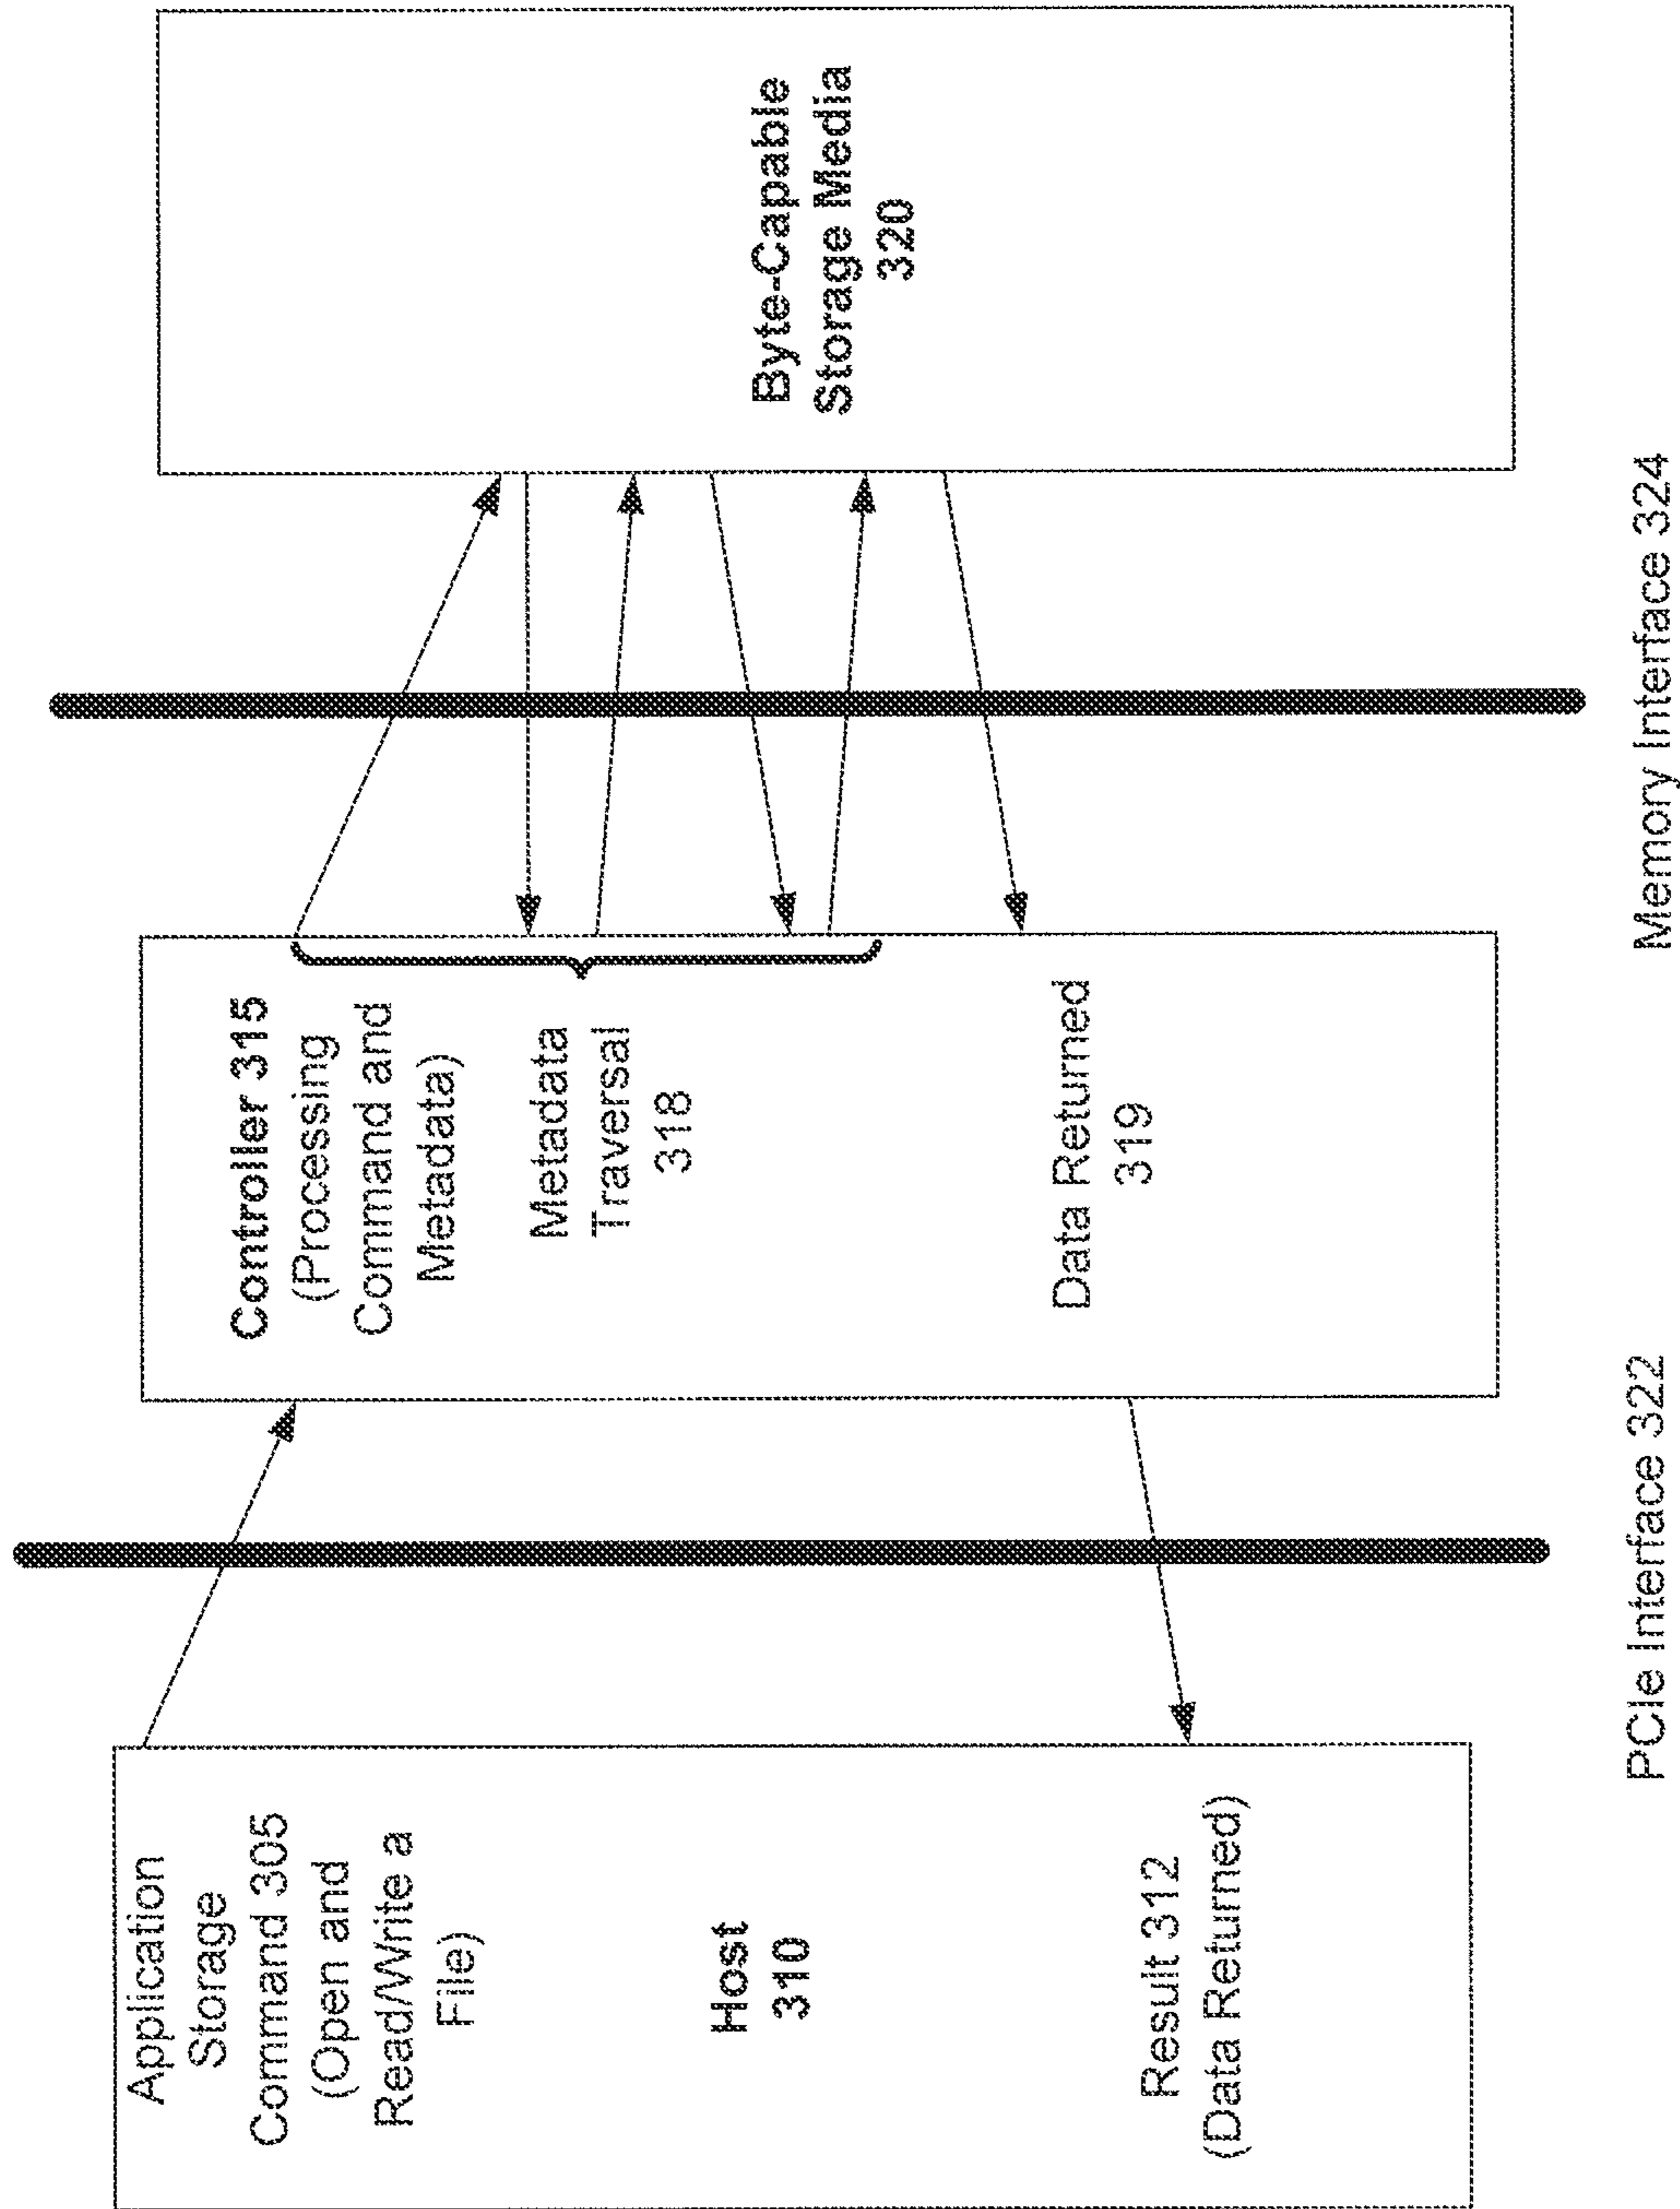 Application
Storage
Command 305
(Open and
Read/Write a
File)
Host
310
Result 312
(Data Returned)
PCIe Interface 322
Controller 315
(Processing
Command and
Metadata)
Metadata
Traversal
318
Data Returned
319
Memory Interface 324
Byte-Capable
Storage Media
320